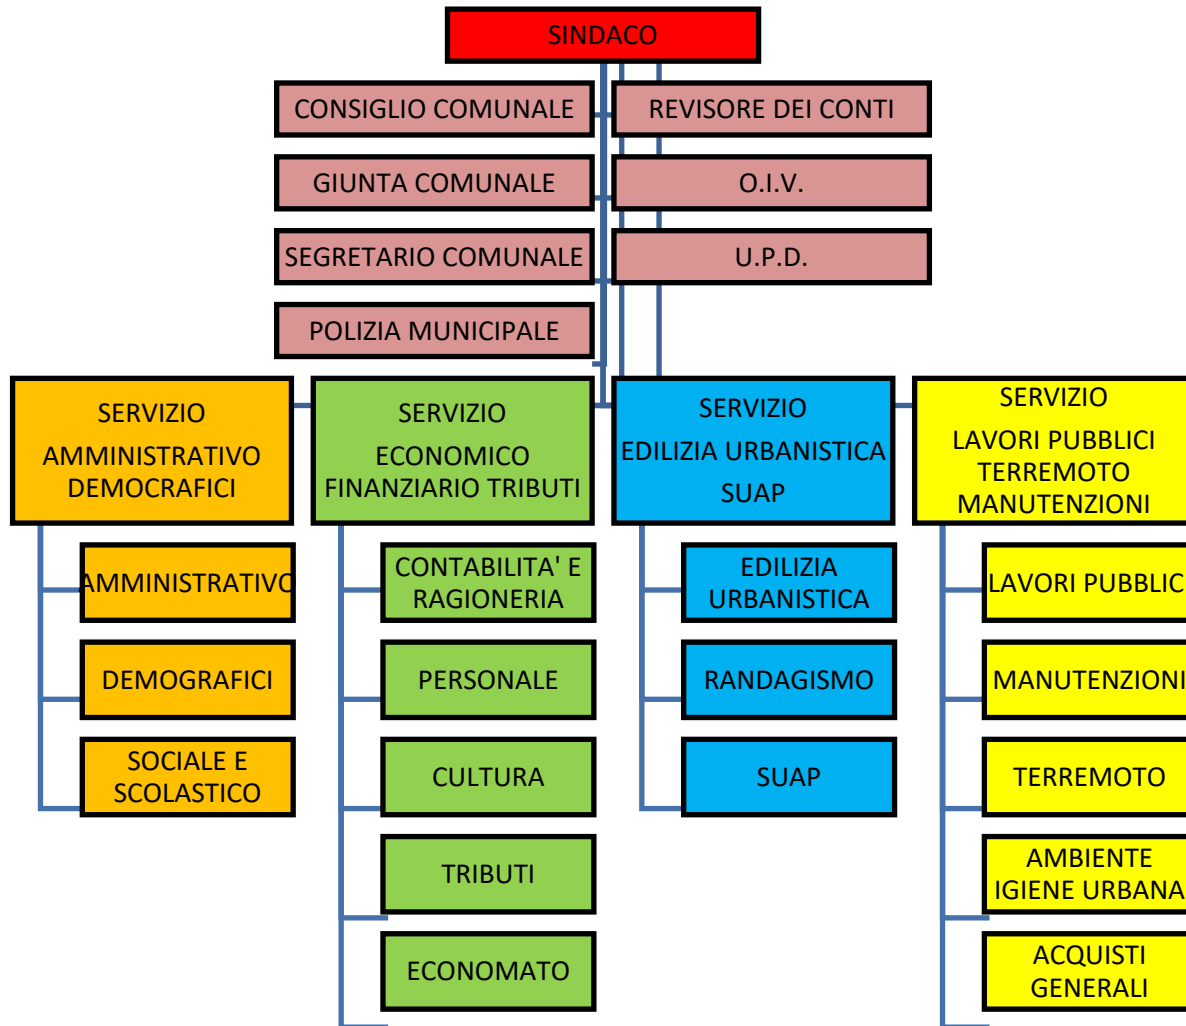 SINDACO
CONSIGLIO COMUNALE
REVISORE DEI CONTI
GIUNTA COMUNALE
O.I.V.
SEGRETARIO COMUNALE
U.P.D.
POLIZIA MUNICIPALE
SERVIZIO
AMMINISTRATIVO
DEMOCRAFICI
SERVIZIO
ECONOMICO
FINANZIARIO TRIBUTI
SERVIZIO
EDILIZIA URBANISTICA
SUAP
SERVIZIO
LAVORI PUBBLICI
TERREMOTO
MANUTENZIONI
AMMINISTRATIVO
DEMOGRAFICI
SOCIALE E
SCOLASTICO
CONTABILITA' E
RAGIONERIA
PERSONALE
CULTURA
TRIBUTI
ECONOMATO
EDILIZIA
URBANISTICA
RANDAGISMO
SUAP
LAVORI PUBBLICI
MANUTENZIONI
TERREMOTO
AMBIENTE
IGIENE URBANA
ACQUISTI
GENERALI